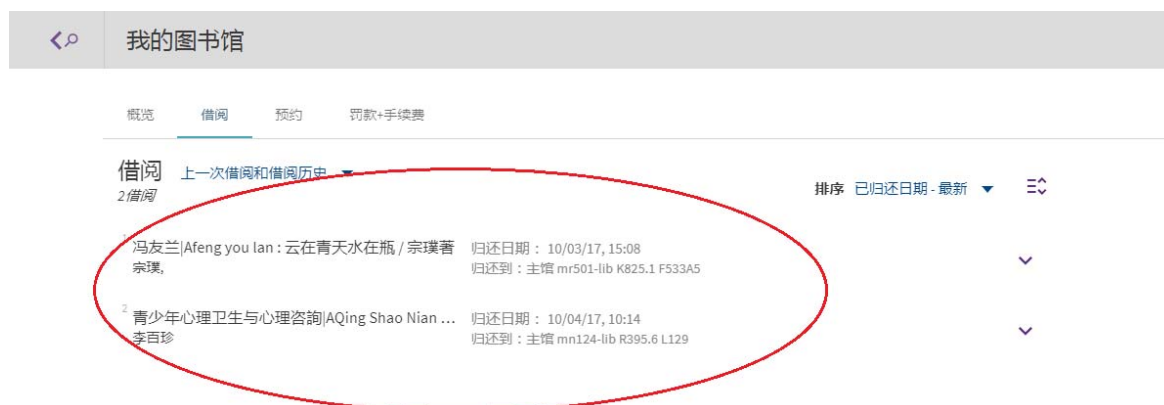 我的图书馆
概览 借阅 预约 罚款+手续费
借阅 上一次借阅和借阅历史
2借阅
排序 已归还日期 - 最新
1 冯友兰|Afeng you lan : 云在青天水在瓶 / 宗璞著 归还日期： 10/03/17, 15:08
宗璞, 归还到：主馆 mr501-lib K825.1 F533A5
2 青少年心理卫生与心理咨詢|AQing Shao Nian ... 归还日期： 10/04/17, 10:14
李百珍 归还到：主馆 mn124-lib R395.6 L129